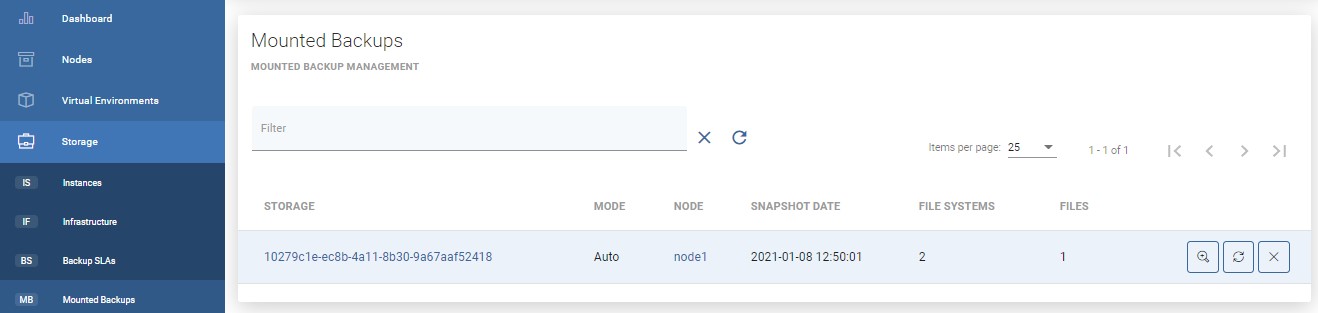 Dashboard
Nodes
Virtual Environments
Storage
IS Instances
IF Infrastructure
BS Backup SLAs
MB Mounted Backups
Mounted Backups
MOUNTED BACKUP MANAGEMENT
Filter
Items per page: 25 1 - 1 of 1
STORAGE MODE NODE SNAPSHOT DATE FILE SYSTEMS FILES
10279c1e-ec8b-4a11-8b30-9a67aaf52418 Auto node1 2021-01-08 12:50:01 2 1